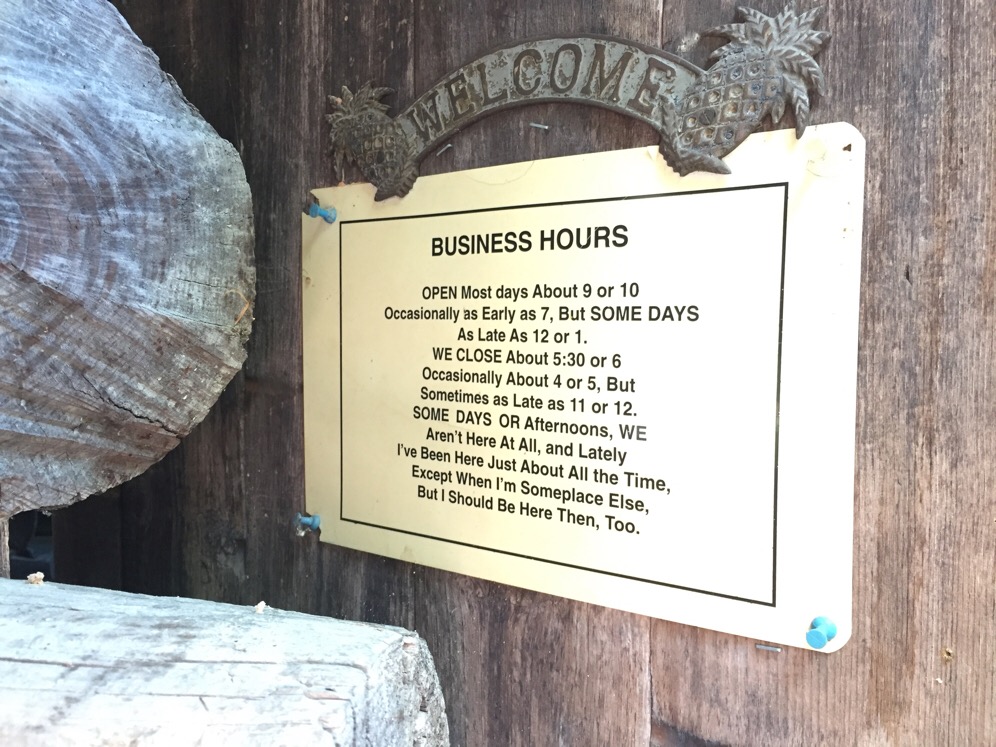 WELCOME
BUSINESS HOURS
OPEN Most days About 9 or 10
Occasionally as Early as 7, But SOME DAYS
As Late As 12 or 1.
WE CLOSE About 5:30 or 6
Occasionally About 4 or 5, But
Sometimes as Late as 11 or 12.
SOME DAYS OR Afternoons, WE
Aren't Here At All, and Lately
I've Been Here Just About All the Time,
Except When I'm Someplace Else,
But I Should Be Here Then, Too.